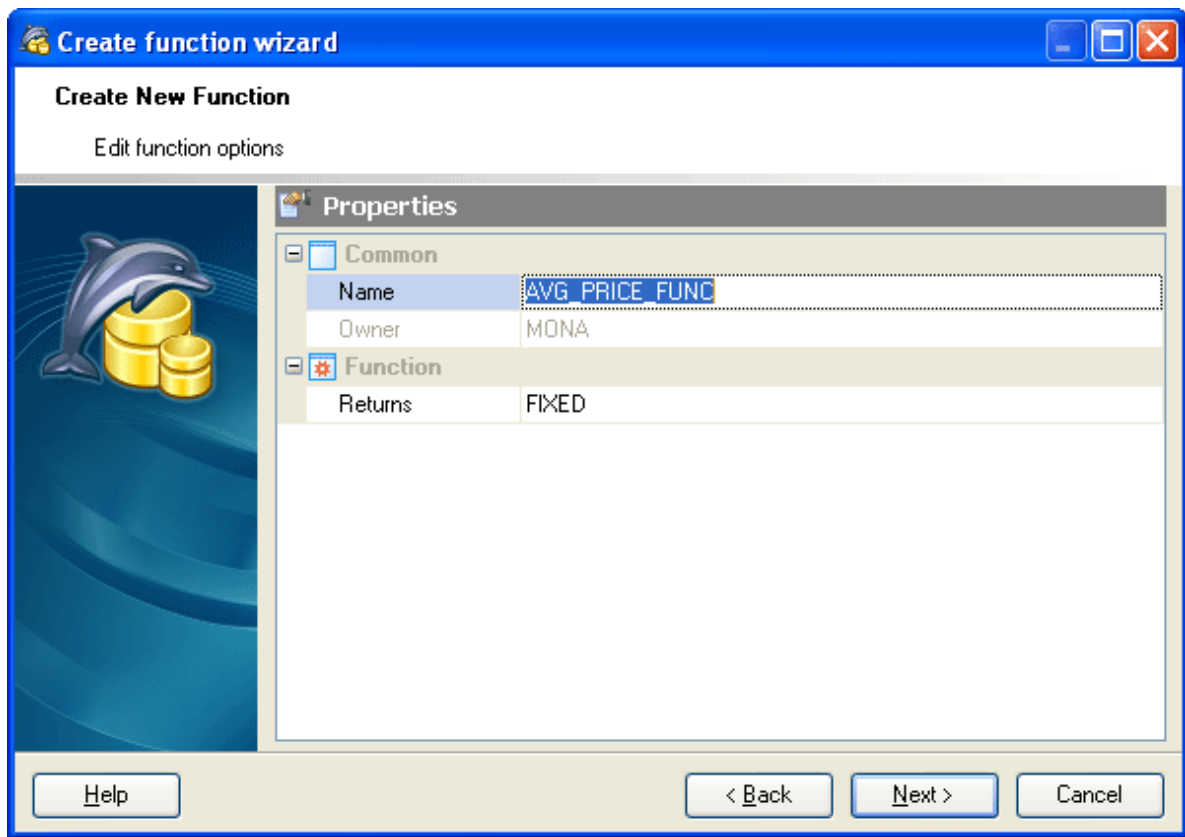 Create function wizard
Create New Function
Edit function options
Properties
Common
Name AVG_PRICE_FUNC
Owner MONA
Function
Returns FIXED
Help < Back Next > Cancel